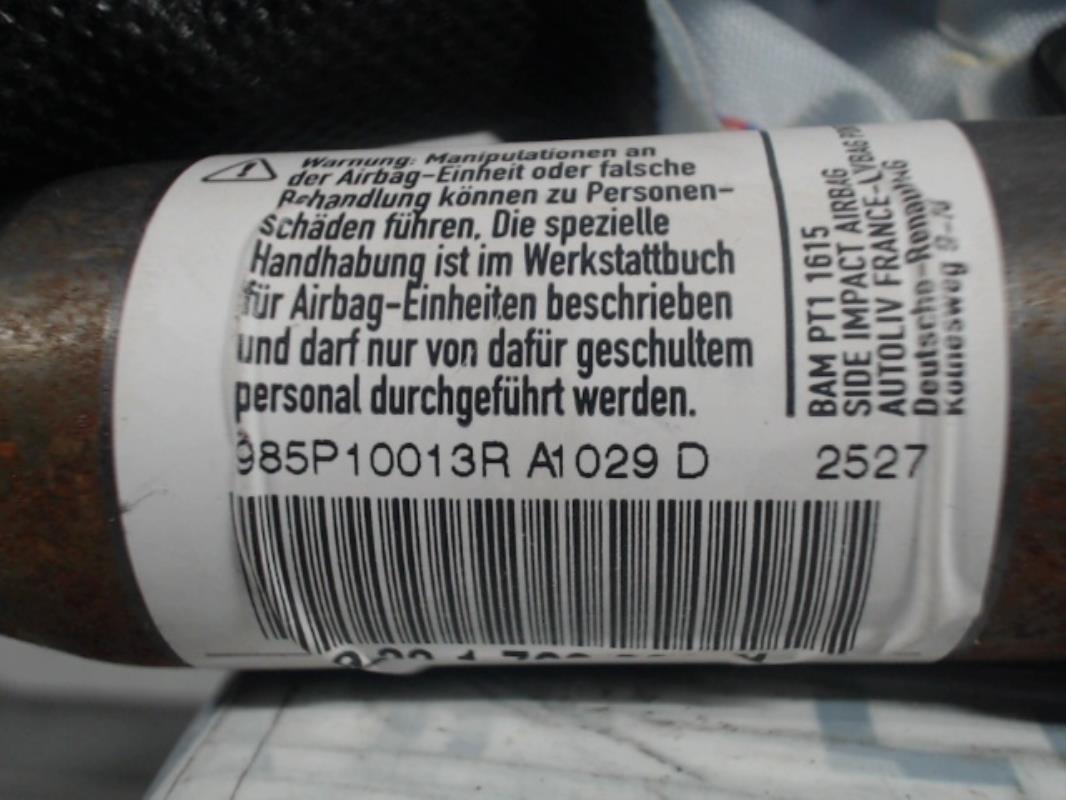 Warnung: Manipulationen an
der Airbag-Einheit oder falsche
Behandlung können zu Personen-
Schäden führen. Die spezielle
Handhabung ist im Werkstattbuch
für Airbag-Einheiten beschrieben
und darf nur von dafür geschultem
personal durchgeführt werden.
BAM PT1 1615
SIDE IMPACT AIRBAG
AUTOLIV FRANCE-
Deutsche-Renault
985P10013R A1029 D 2527